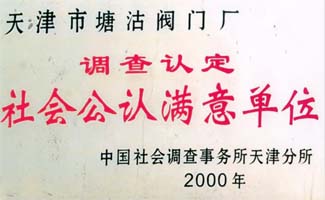 天津市塘沽阀门厂
调查认定
社会公认满意单位
中国社会调查事务所天津分所
2000年